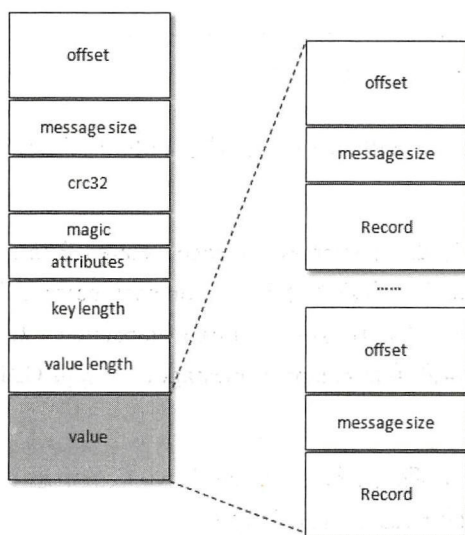 offset
message size
crc32
magic
attributes
key length
value length
value
offset
message size
Record
......
offset
message size
Record